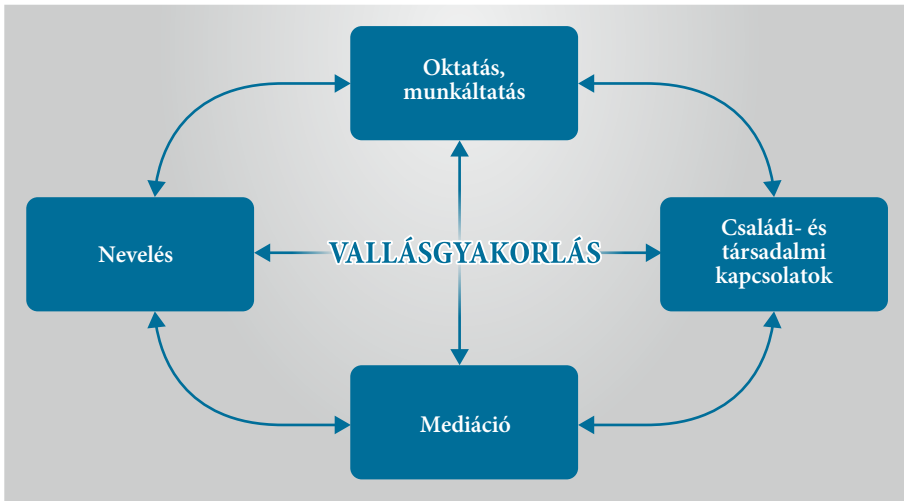 Oktatás,
munkáltatás
Nevelés
VALLÁSGYAKORLÁS
Családi- és
társadalmi
kapcsolatok
Mediáció